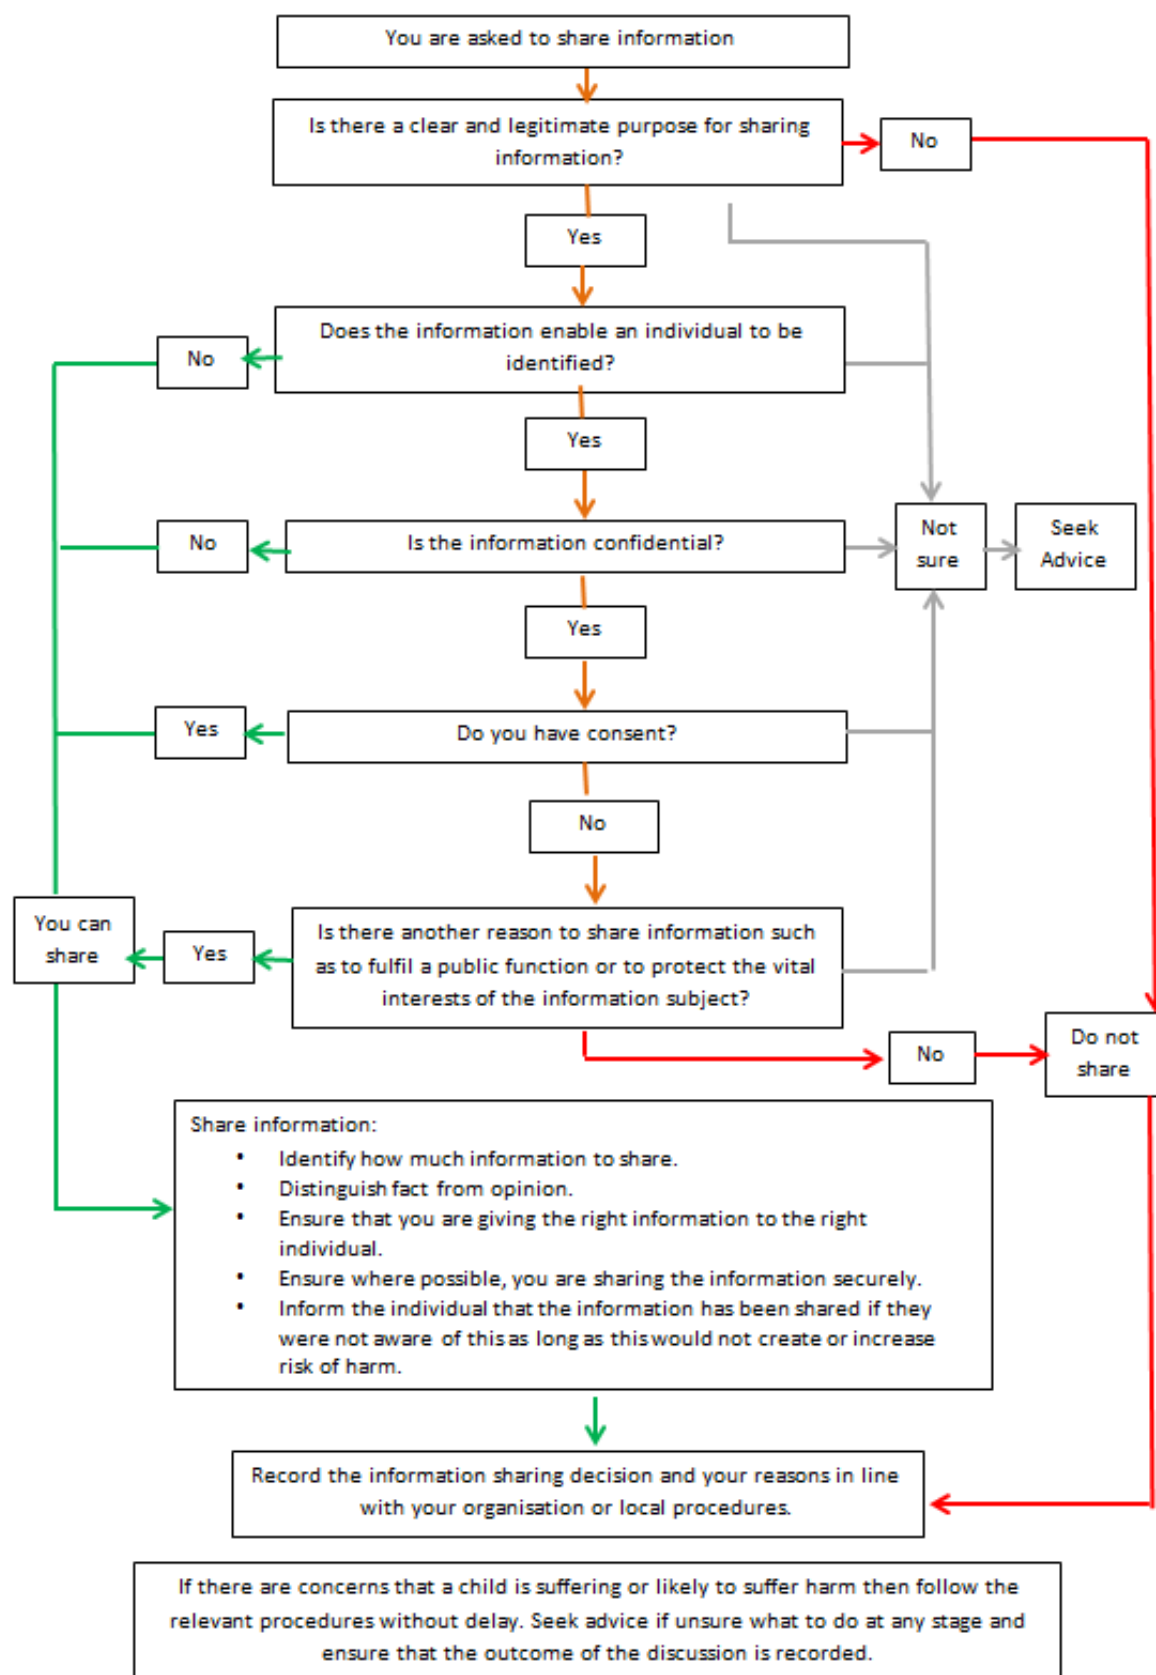 You are asked to share information
Is there a clear and legitimate purpose for sharing
information?
No
Yes
Does the information enable an individual to be
identified?
No
Yes
Is the information confidential?
No
Not
sure
Seek
Advice
Yes
Do you have consent?
Yes
No
Is there another reason to share information such
as to fulfil a public function or to protect the vital
interests of the information subject?
Yes
You can
share
No
Do not
share
Share information:
• Identify how much information to share.
• Distinguish fact from opinion.
• Ensure that you are giving the right information to the right
individual.
• Ensure where possible, you are sharing the information securely.
• Inform the individual that the information has been shared if they
were not aware of this as long as this would not create or increase
risk of harm.
Record the information sharing decision and your reasons in line
with your organisation or local procedures.
If there are concerns that a child is suffering or likely to suffer harm then follow the
relevant procedures without delay. Seek advice if unsure what to do at any stage and
ensure that the outcome of the discussion is recorded.